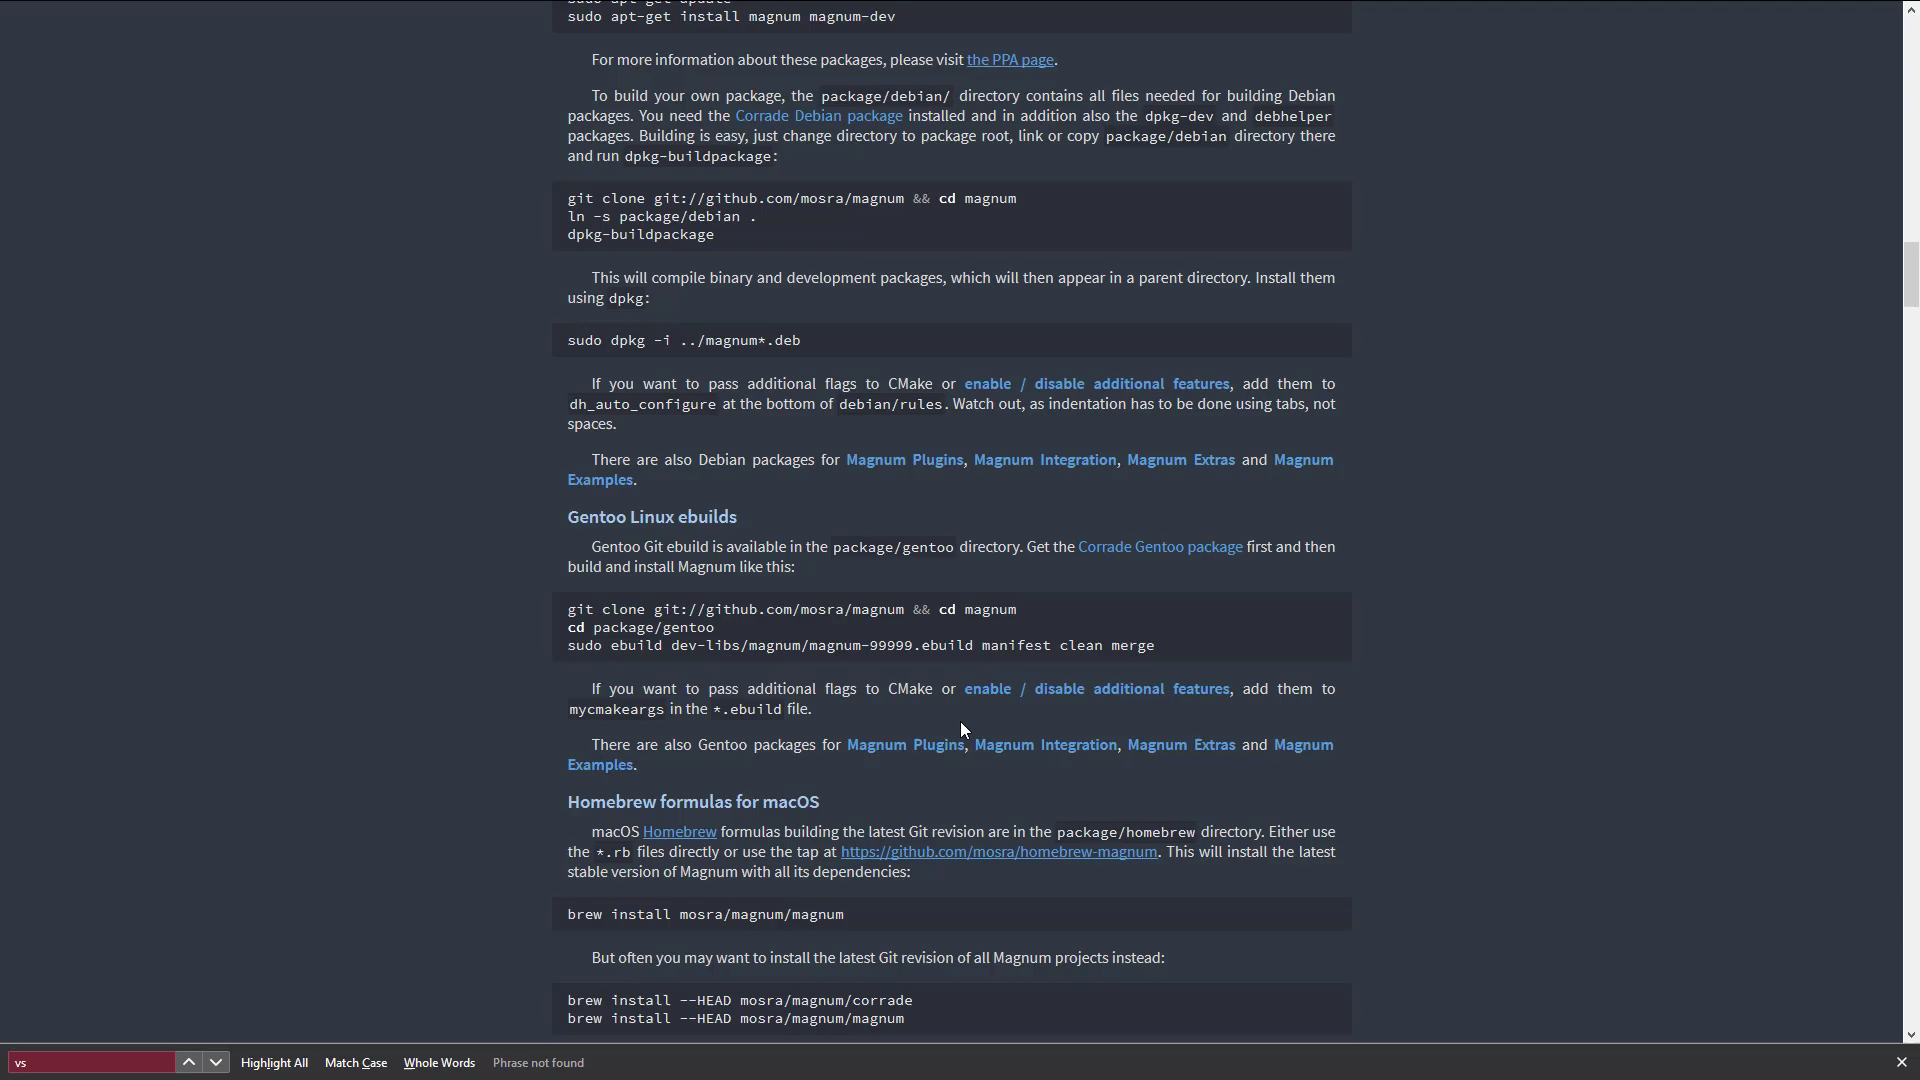 sudo apt-get update
sudo apt-get install magnum magnum-dev
For more information about these packages, please visit the PPA page.
To build your own package, the package/debian/ directory contains all files needed for building Debian
packages. You need the Corrade Debian package installed and in addition also the dpkg-dev and debhelper
packages. Building is easy, just change directory to package root, link or copy package/debian directory there
and run dpkg-buildpackage:
git clone git://github.com/mosra/magnum && cd magnum
ln -s package/debian .
dpkg-buildpackage
This will compile binary and development packages, which will then appear in a parent directory. Install them
using dpkg:
sudo dpkg -i ../magnum*.deb
If you want to pass additional flags to CMake or enable / disable additional features, add them to
dh_auto_configure at the bottom of debian/rules. Watch out, as indentation has to be done using tabs, not
spaces.
There are also Debian packages for Magnum Plugins, Magnum Integration, Magnum Extras and Magnum
Examples.
Gentoo Linux ebuilds
Gentoo Git ebuild is available in the package/gentoo directory. Get the Corrade Gentoo package first and then
build and install Magnum like this:
git clone git://github.com/mosra/magnum && cd magnum
cd package/gentoo
sudo ebuild dev-libs/magnum/magnum-99999.ebuild manifest clean merge
If you want to pass additional flags to CMake or enable / disable additional features, add them to
mycmakeargs in the *.ebuild file.
There are also Gentoo packages for Magnum Plugins, Magnum Integration, Magnum Extras and Magnum
Examples.
Homebrew formulas for macOS
macOS Homebrew formulas building the latest Git revision are in the package/homebrew directory. Either use
the *.rb files directly or use the tap at https://github.com/mosra/homebrew-magnum. This will install the latest
stable version of Magnum with all its dependencies:
brew install mosra/magnum/magnum
But often you may want to install the latest Git revision of all Magnum projects instead:
brew install --HEAD mosra/magnum/corrade
brew install --HEAD mosra/magnum/magnum
vs Highlight All Match Case Whole Words Phrase not found